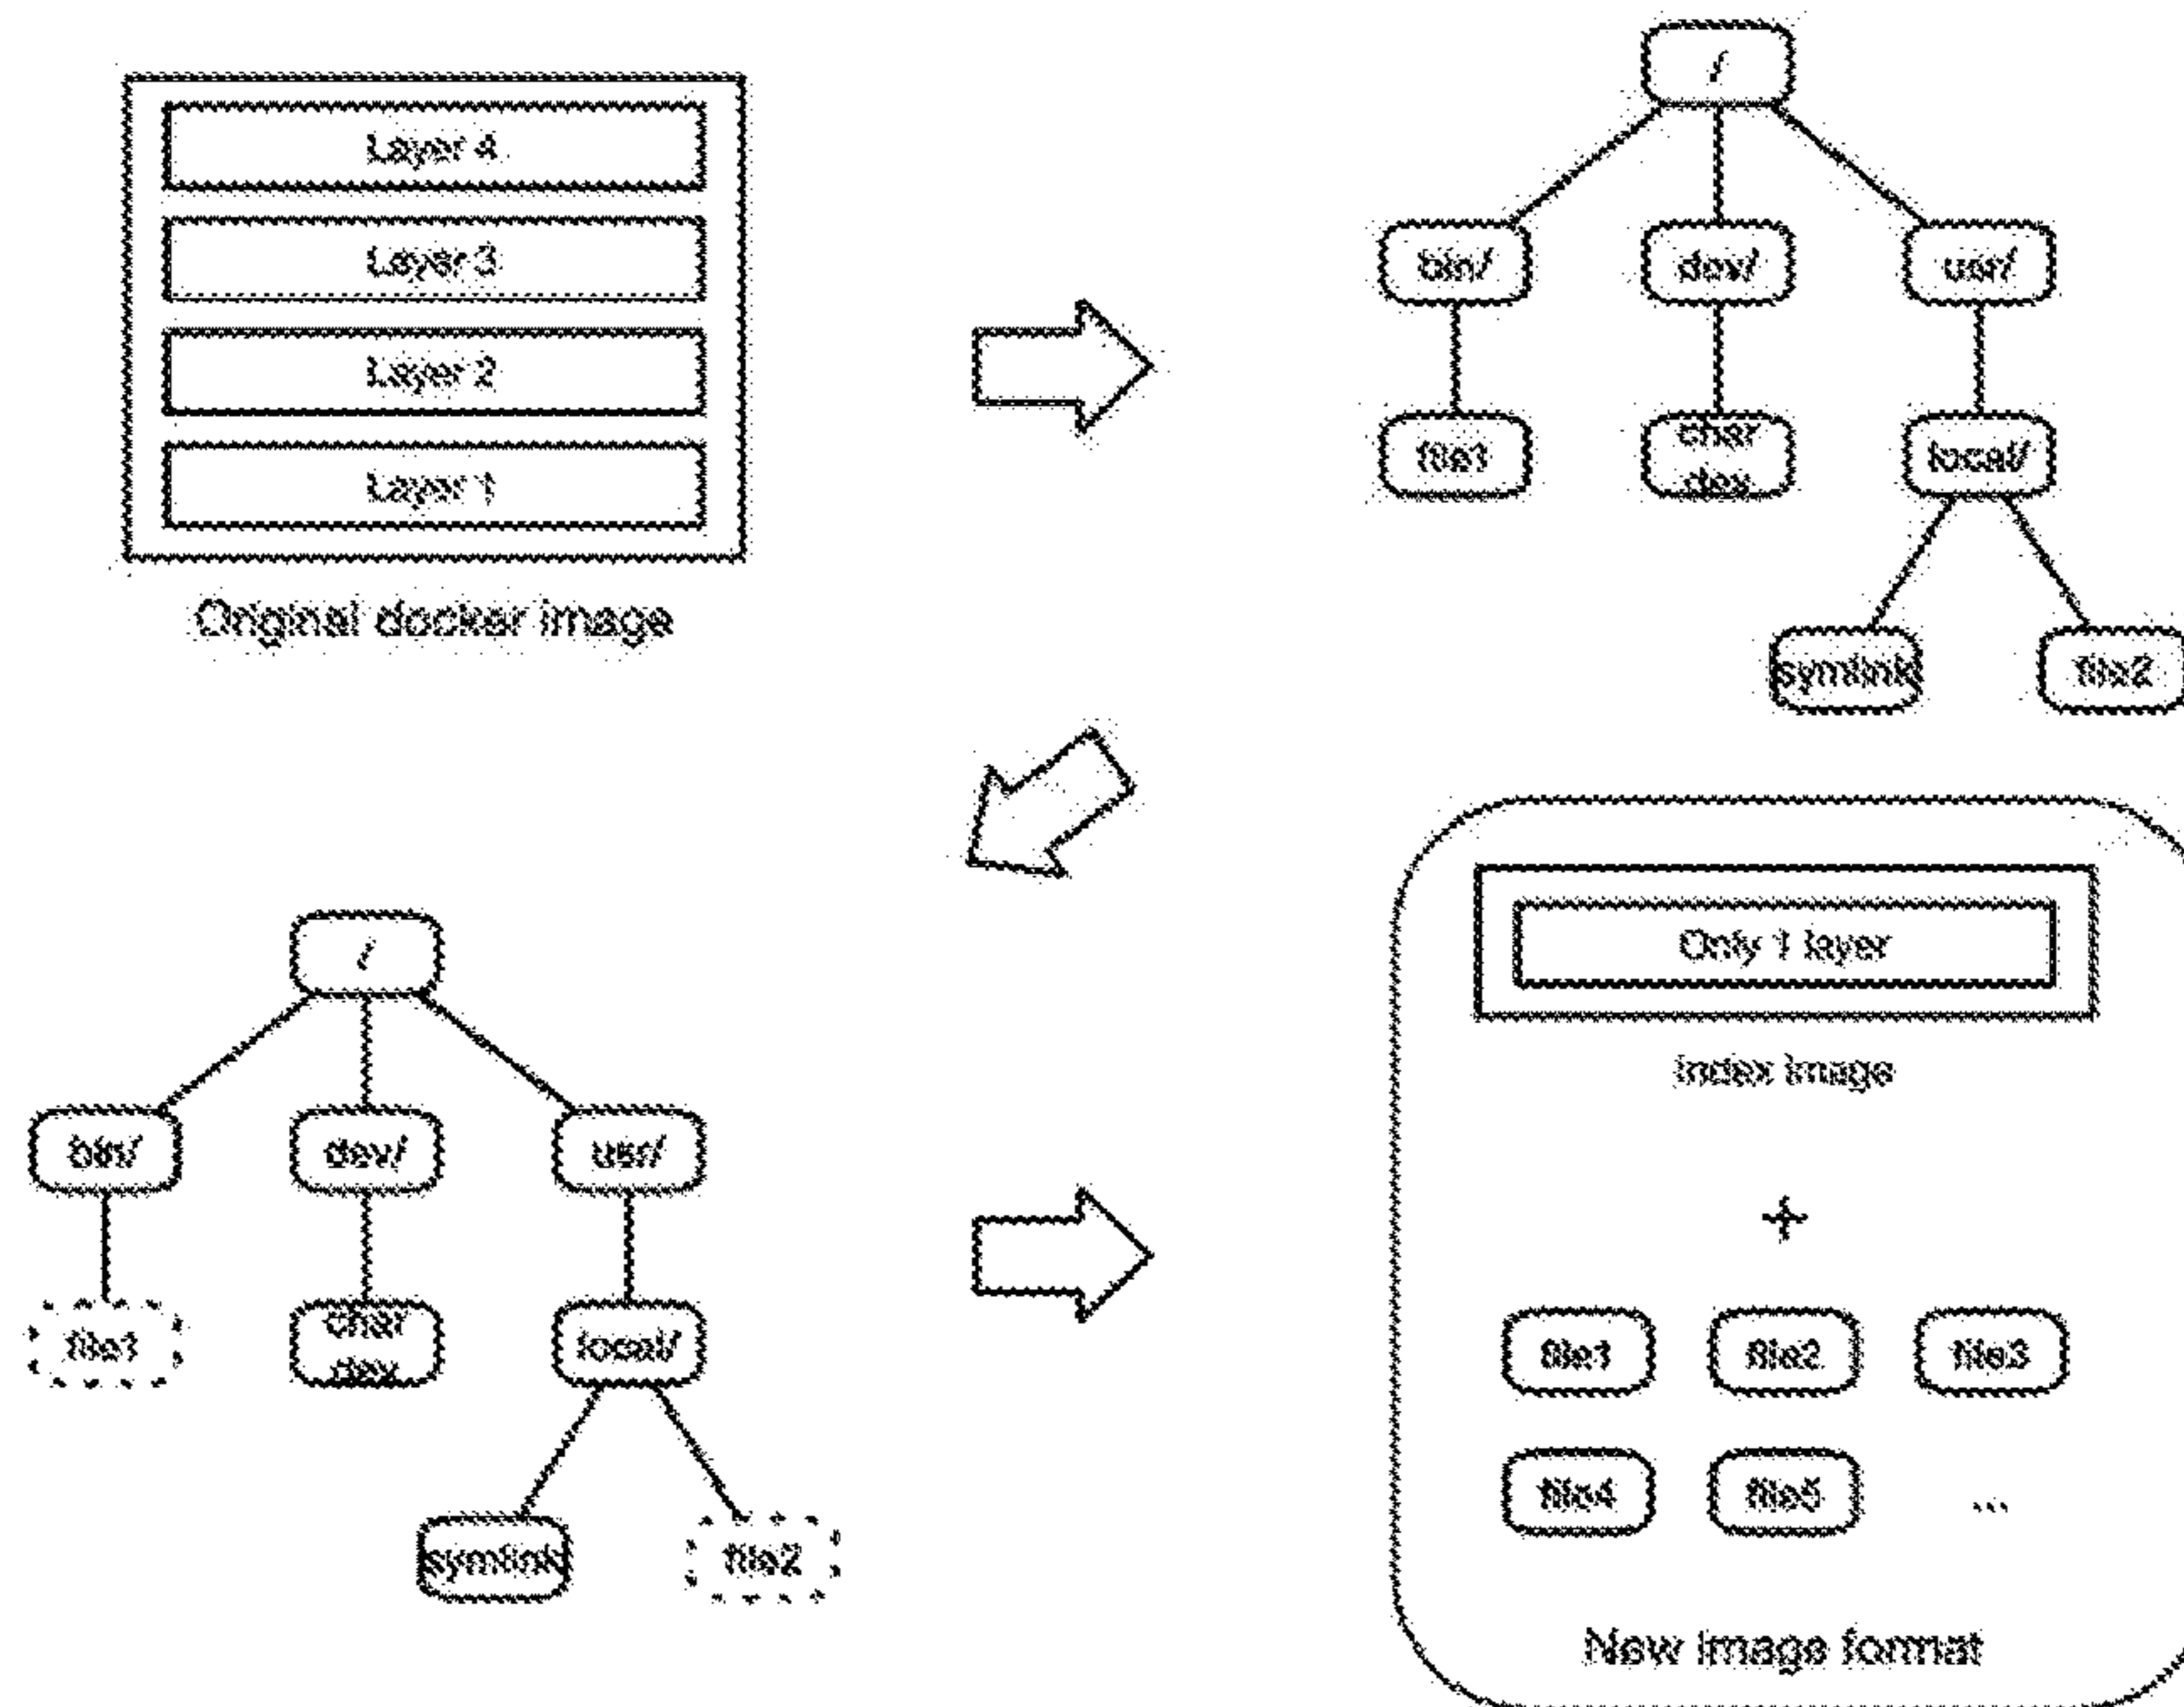 Layer 4
Layer 3
Layer 2
Layer 1
Original docker image
/
bin/
dev/
usr/
file1
char
dev
local/
symlink
file2
/
bin/
dev/
usr/
file1
char
dev
local/
symlink
file2
Only 1 layer
Index image
+
file1
file2
file3
file4
file5
...
New image format